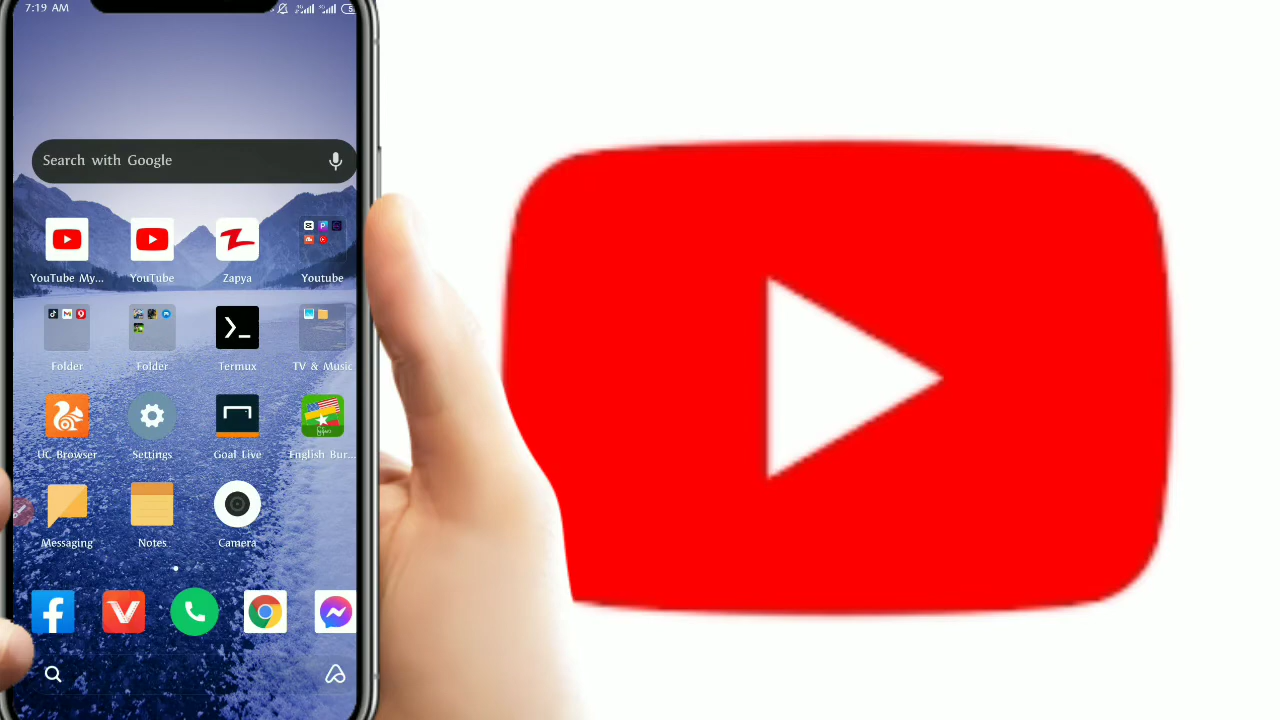 7:19 AM
Search with Google
YouTube My...
YouTube
Zapya
Youtube
Folder
Folder
Termux
TV & Music
UC Browser
Settings
Goal Live
English Bur...
Messaging
Notes
Camera